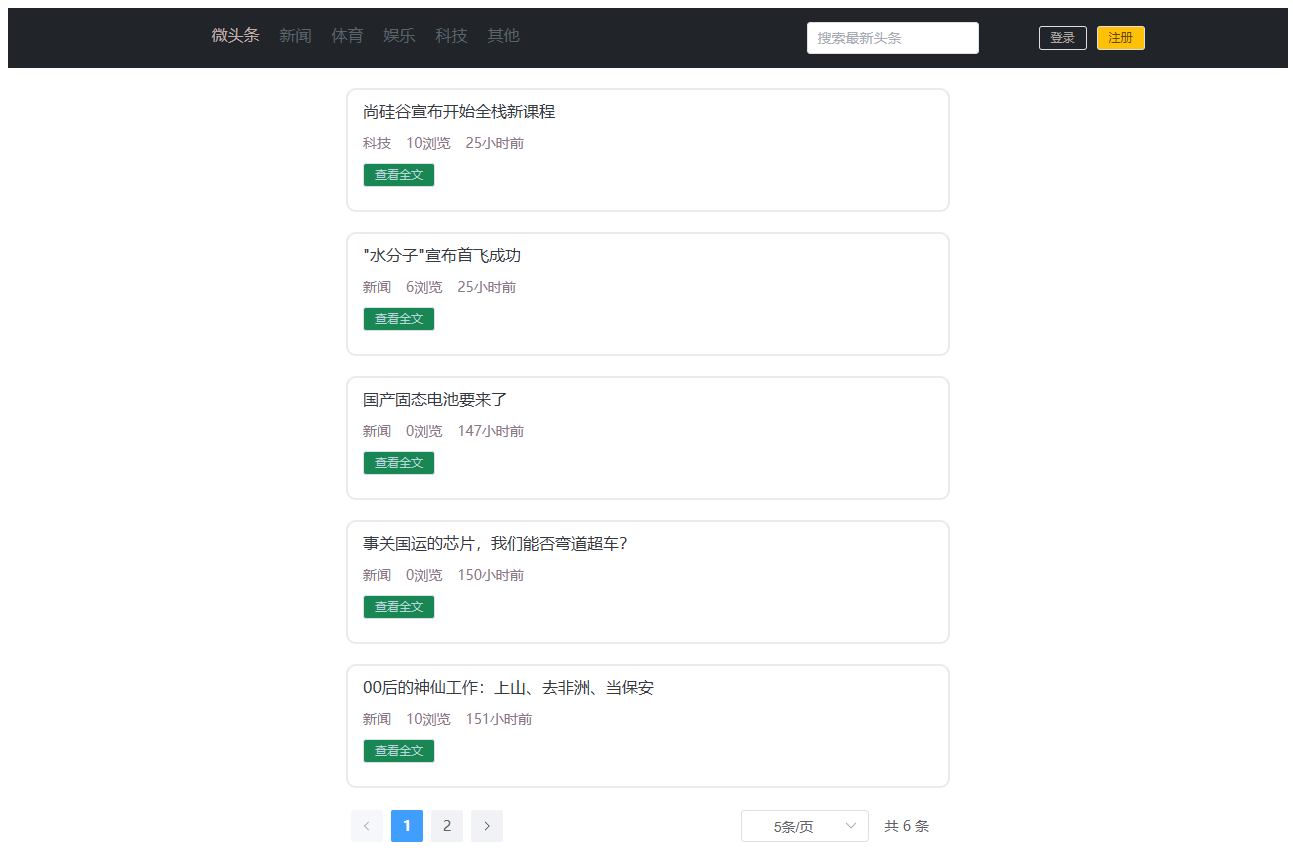 微头条 新闻 体育 娱乐 科技 其他 搜索最新头条 登录 注册
尚硅谷宣布开始全栈新课程
科技 10浏览 25小时前
查看全文
"水分子"宣布首飞成功
新闻 6浏览 25小时前
查看全文
国产固态电池要来了
新闻 0浏览 147小时前
查看全文
事关国运的芯片，我们能否弯道超车？
新闻 0浏览 150小时前
查看全文
00后的神仙工作：上山、去非洲、当保安
新闻 10浏览 151小时前
查看全文
1 2 5条/页 共 6 条